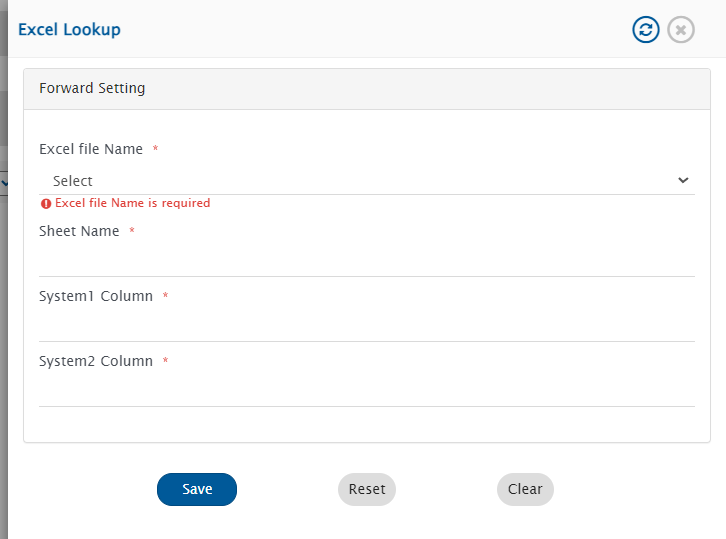 Excel Lookup
Forward Setting
Excel file Name *
Select
Excel file Name is required
Sheet Name *
System1 Column *
System2 Column *
Save Reset Clear